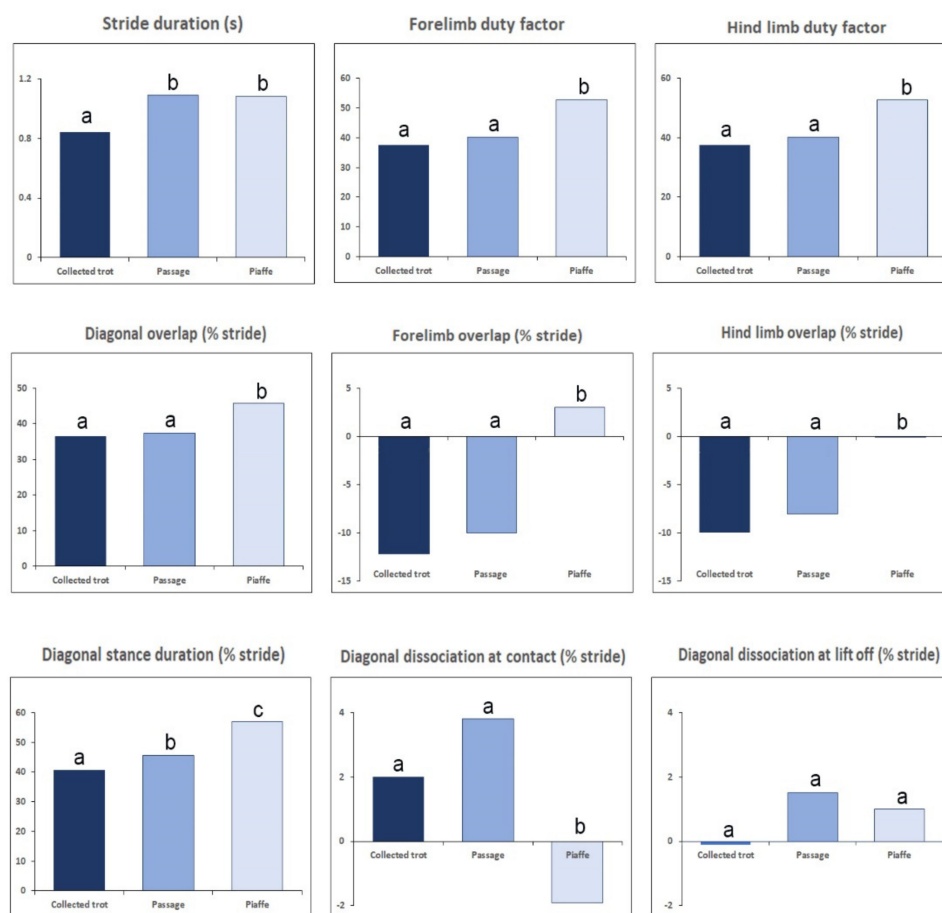 Stride duration (s)
1.2
0.8
0.4
0
a
b
b
Collected trot Passage Piaffe
Forelimb duty factor
60
50
40
30
20
10
0
a
a
b
Collected trot Passage Piaffe
Hind limb duty factor
60
40
20
0
a
a
b
Collected trot Passage Piaffe
Diagonal overlap (% stride)
50
40
30
20
10
0
a
a
b
Collected trot Passage Piaffe
Forelimb overlap (% stride)
5
0
-5
-10
-15
a
a
b
Collected trot Passage Piaffe
Hind limb overlap (% stride)
5
0
-5
-10
-15
a
a
b
Collected trot Passage Piaffe
Diagonal stance duration (% stride)
60
50
40
30
20
10
0
a
b
c
Collected trot Passage Piaffe
Diagonal dissociation at contact (% stride)
4
2
0
-2
a
a
b
Collected trot Passage Piaffe
Diagonal dissociation at lift off (% stride)
4
2
0
-2
a
a
a
Collected trot Passage Piaffe